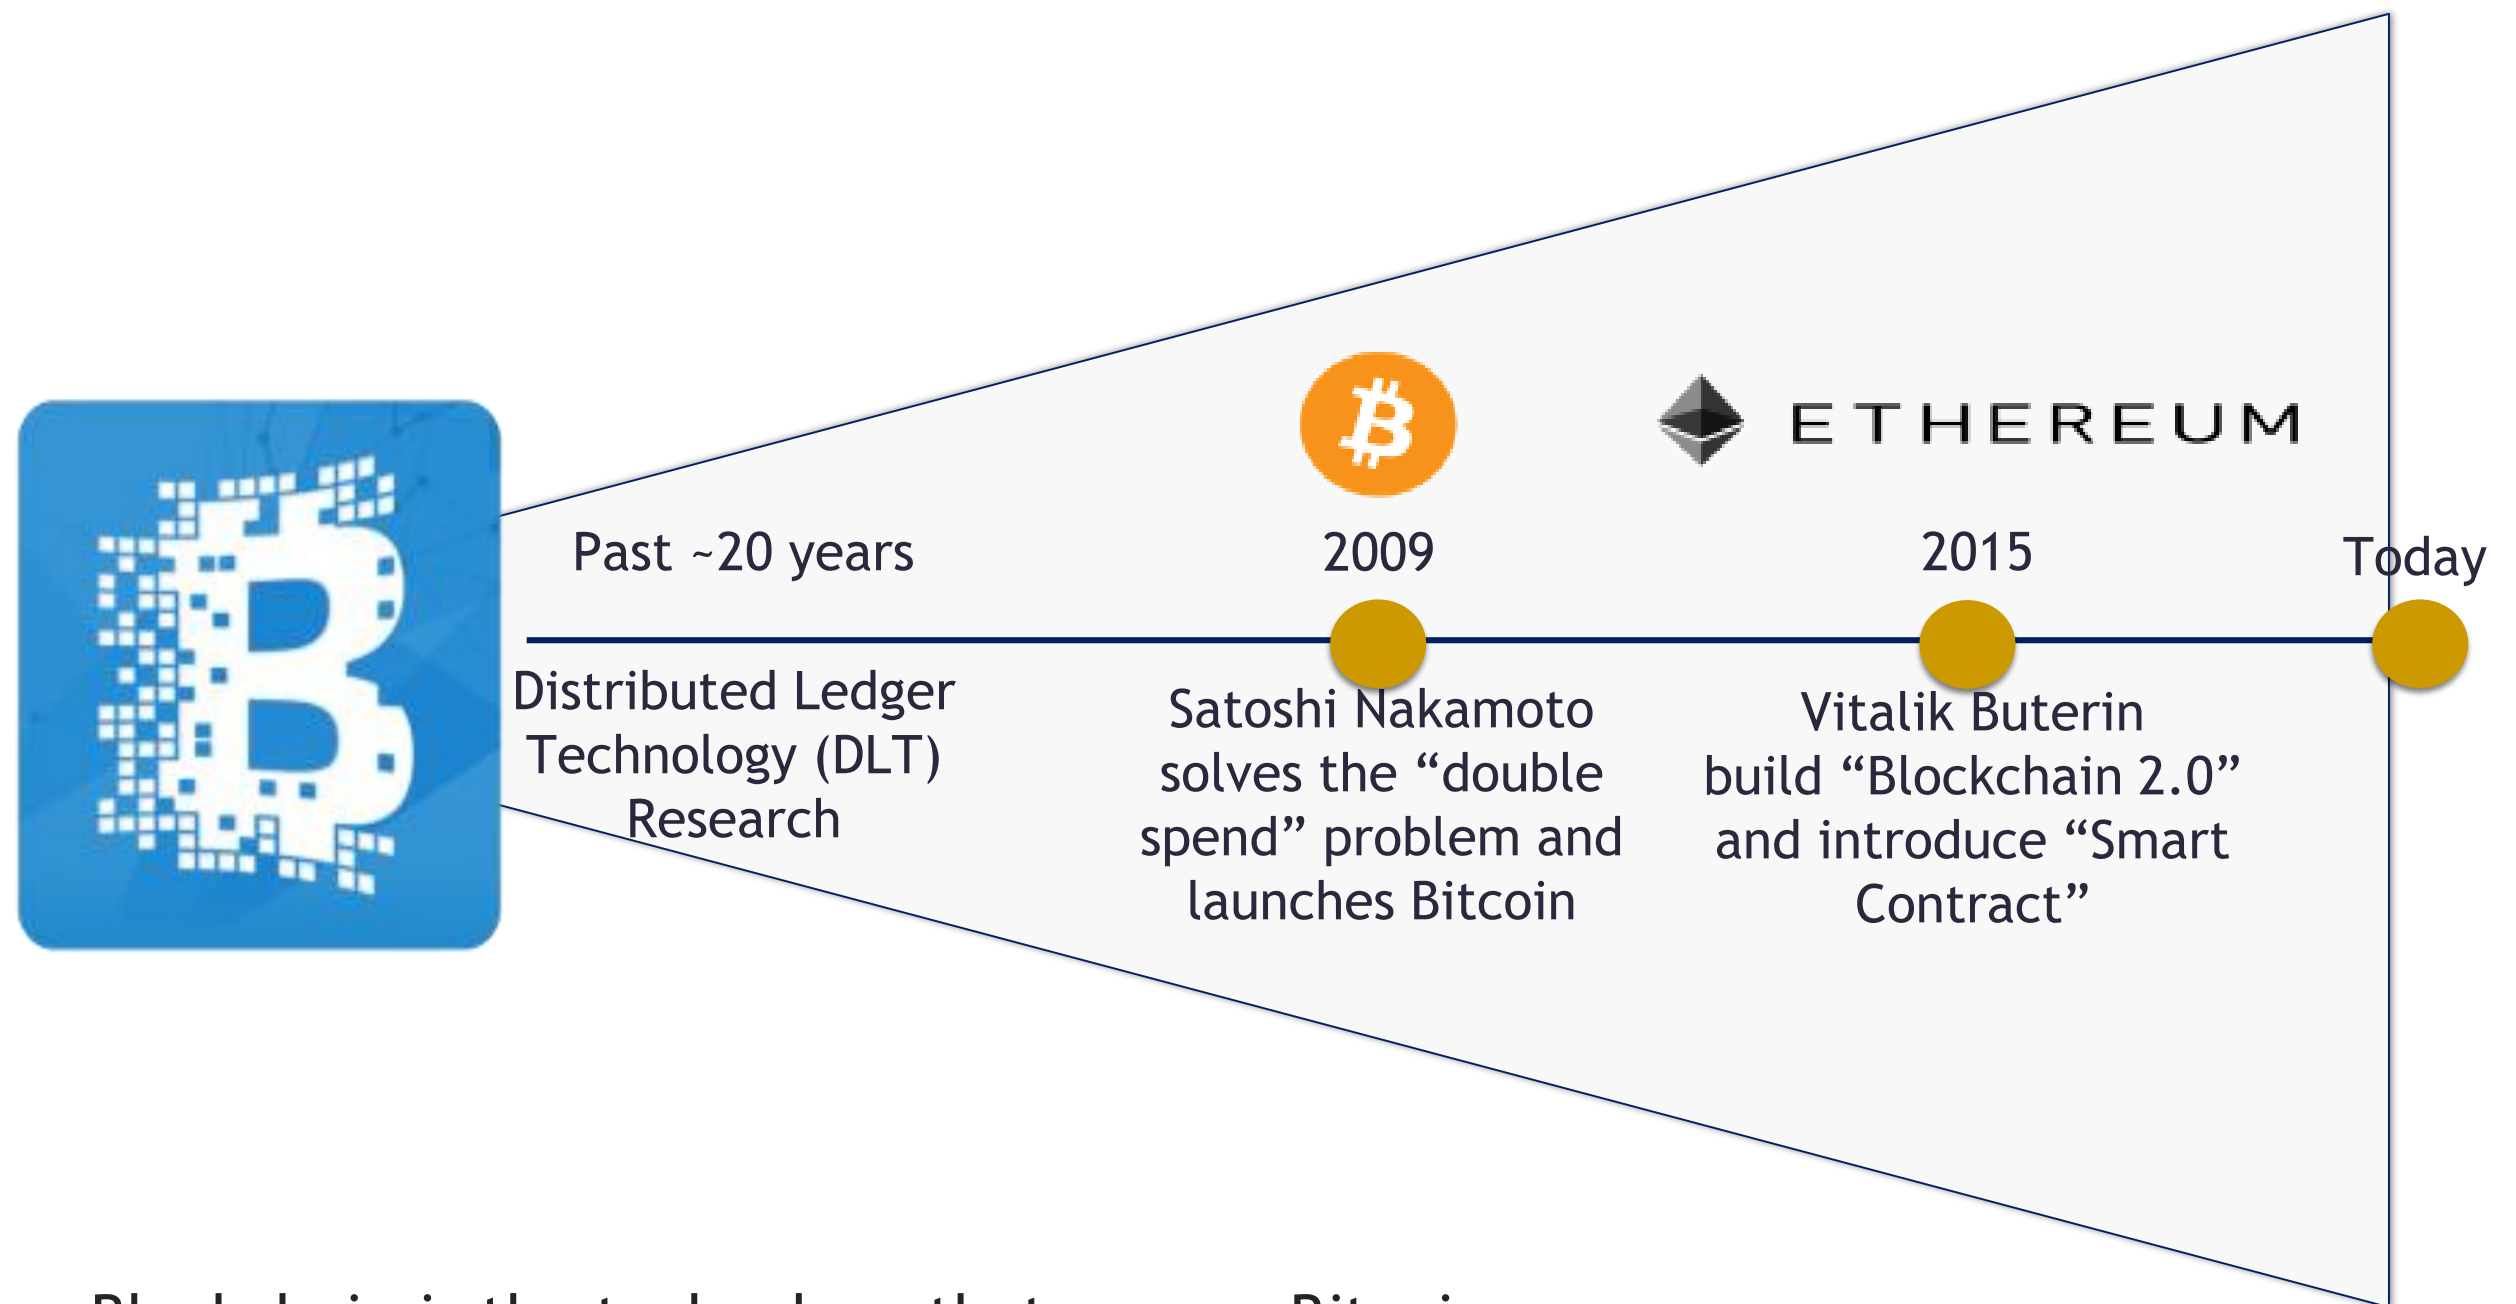 ETHEREUM
Past ~20 years
2009
2015
Today
Distributed Ledger
Technology (DLT)
Research
Satoshi Nakamoto
solves the “double
spend” problem and
launches Bitcoin
Vitalik Buterin
build “Blockchain 2.0”
and introduce “Smart
Contract”